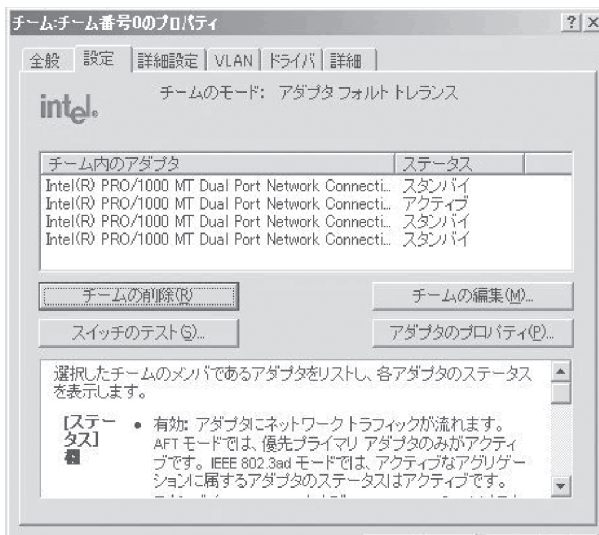 チーム:チーム番号0のプロパティ
全般 設定 詳細設定 VLAN ドライバ 詳細
intel.
チームのモード: アダプタ フォルト トレランス
チーム内のアダプタ ステータス
Intel(R) PRO/1000 MT Dual Port Network Connecti... スタンバイ
Intel(R) PRO/1000 MT Dual Port Network Connecti... アクティブ
Intel(R) PRO/1000 MT Dual Port Network Connecti... スタンバイ
Intel(R) PRO/1000 MT Dual Port Network Connecti... スタンバイ
チームの削除(R) チームの編集(M)...
スイッチのテスト(S)... アダプタのプロパティ(P)...
選択したチームのメンバであるアダプタをリストし、各アダプタのステータス
を表示します。
[ステー
タス]
• 有効: アダプタにネットワークトラフィックが流れます。
AFT モードでは、優先プライマリ アダプタのみがアクティ
ブです。IEEE 802.3ad モードでは、アクティブなアグリゲー
ションに属するアダプタのステータスはアクティブです。